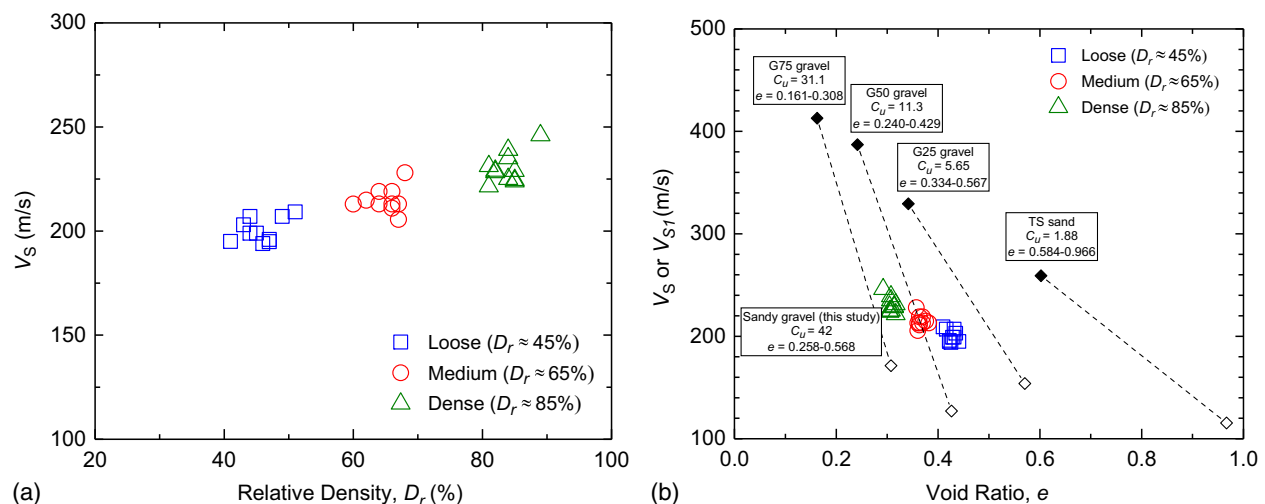 300
250
200
150
100
V_S (m/s)
Loose (D_r ≈ 45%)
Medium (D_r ≈ 65%)
Dense (D_r ≈ 85%)
20 40 60 80 100
(a) Relative Density, D_r (%)
500
400
300
200
100
V_S or V_S1 (m/s)
G75 gravel
C_u = 31.1
e = 0.161-0.308
G50 gravel
C_u = 11.3
e = 0.240-0.429
G25 gravel
C_u = 5.65
e = 0.334-0.567
TS sand
C_u = 1.88
e = 0.584-0.966
Sandy gravel (this study)
C_u = 42
e = 0.258-0.568
Loose (D_r ≈ 45%)
Medium (D_r ≈ 65%)
Dense (D_r ≈ 85%)
0.0 0.2 0.4 0.6 0.8 1.0
(b) Void Ratio, e